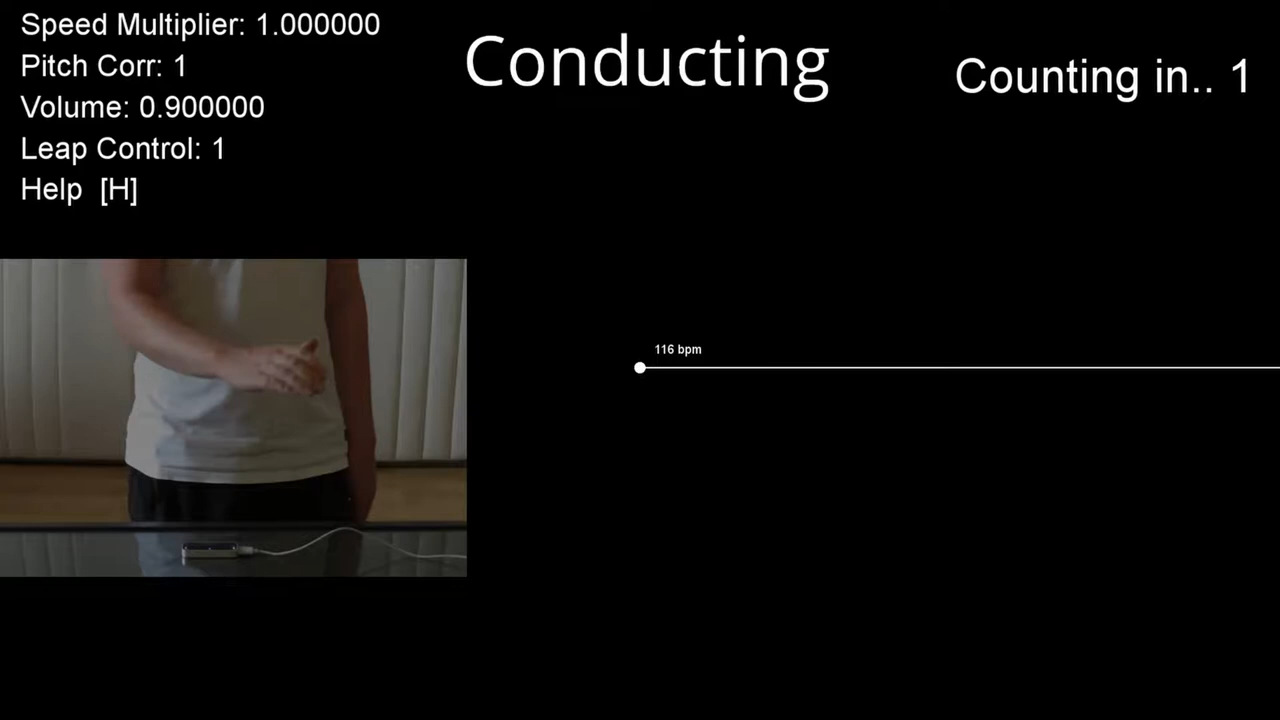 Speed Multiplier: 1.000000
Pitch Corr: 1
Volume: 0.900000
Leap Control: 1
Help [H]
Conducting
Counting in.. 1
116 bpm